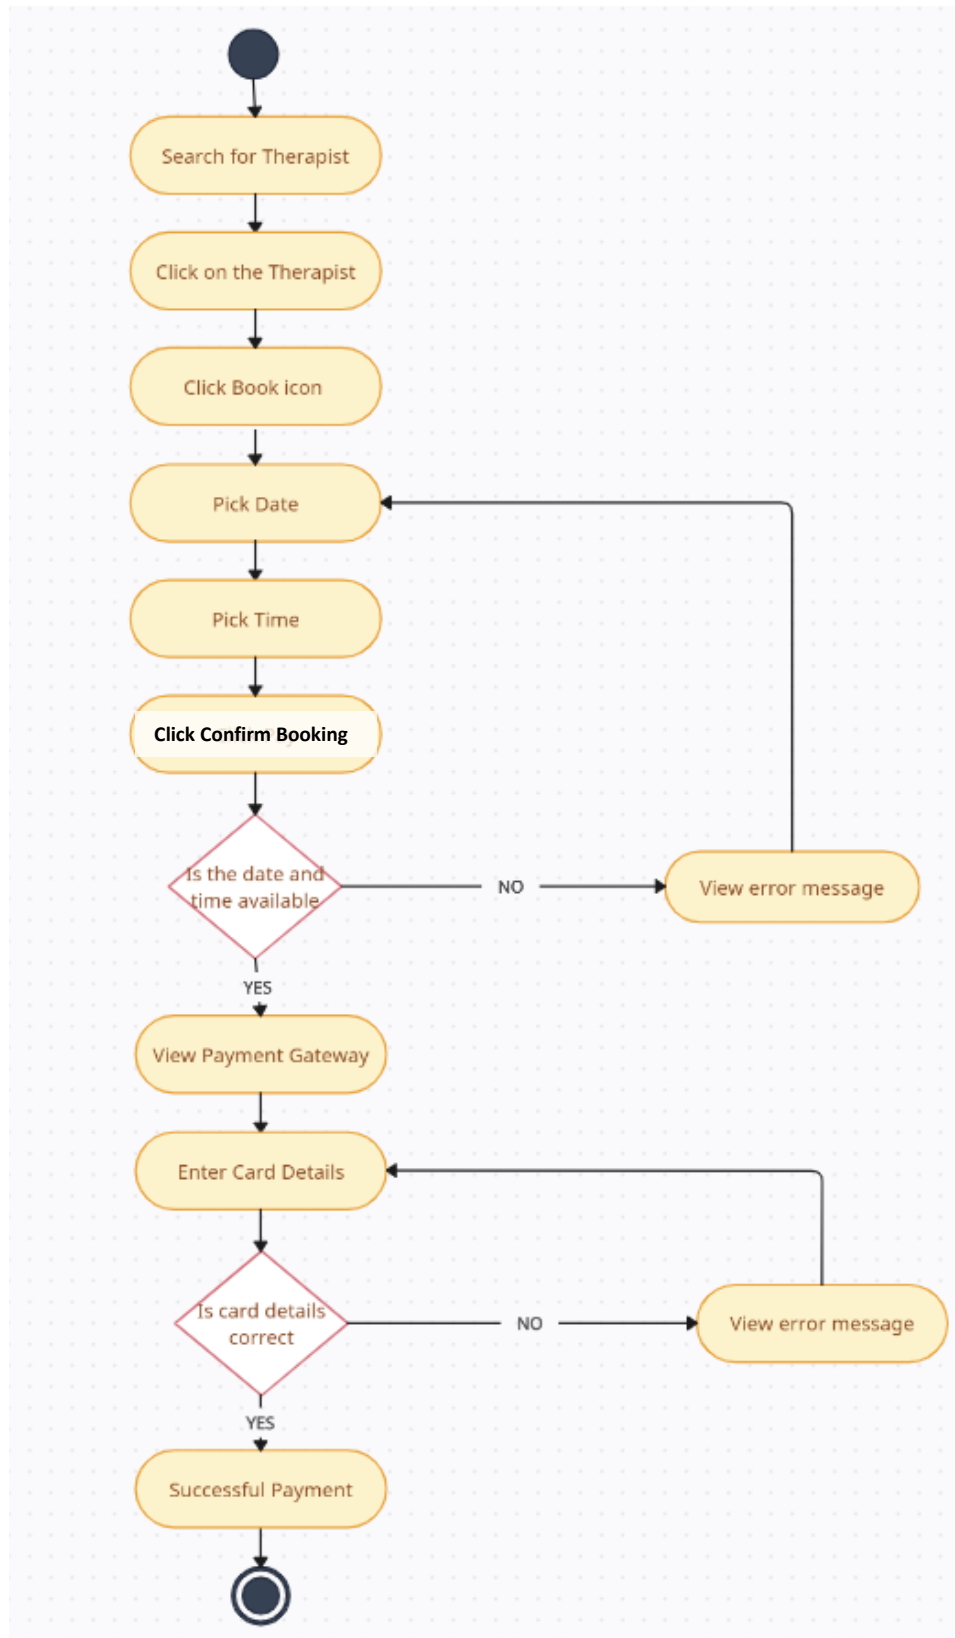 Search for Therapist
Click on the Therapist
Click Book icon
Pick Date
Pick Time
Click Confirm Booking
Is the date and
time available
NO
View error message
YES
View Payment Gateway
Enter Card Details
Is card details
correct
NO
View error message
YES
Successful Payment